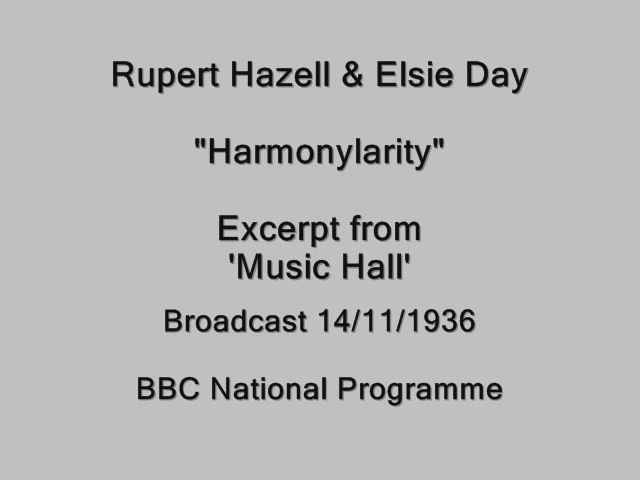 Rupert Hazell & Elsie Day
"Harmonylarity"
Excerpt from
'Music Hall'
Broadcast 14/11/1936
BBC National Programme